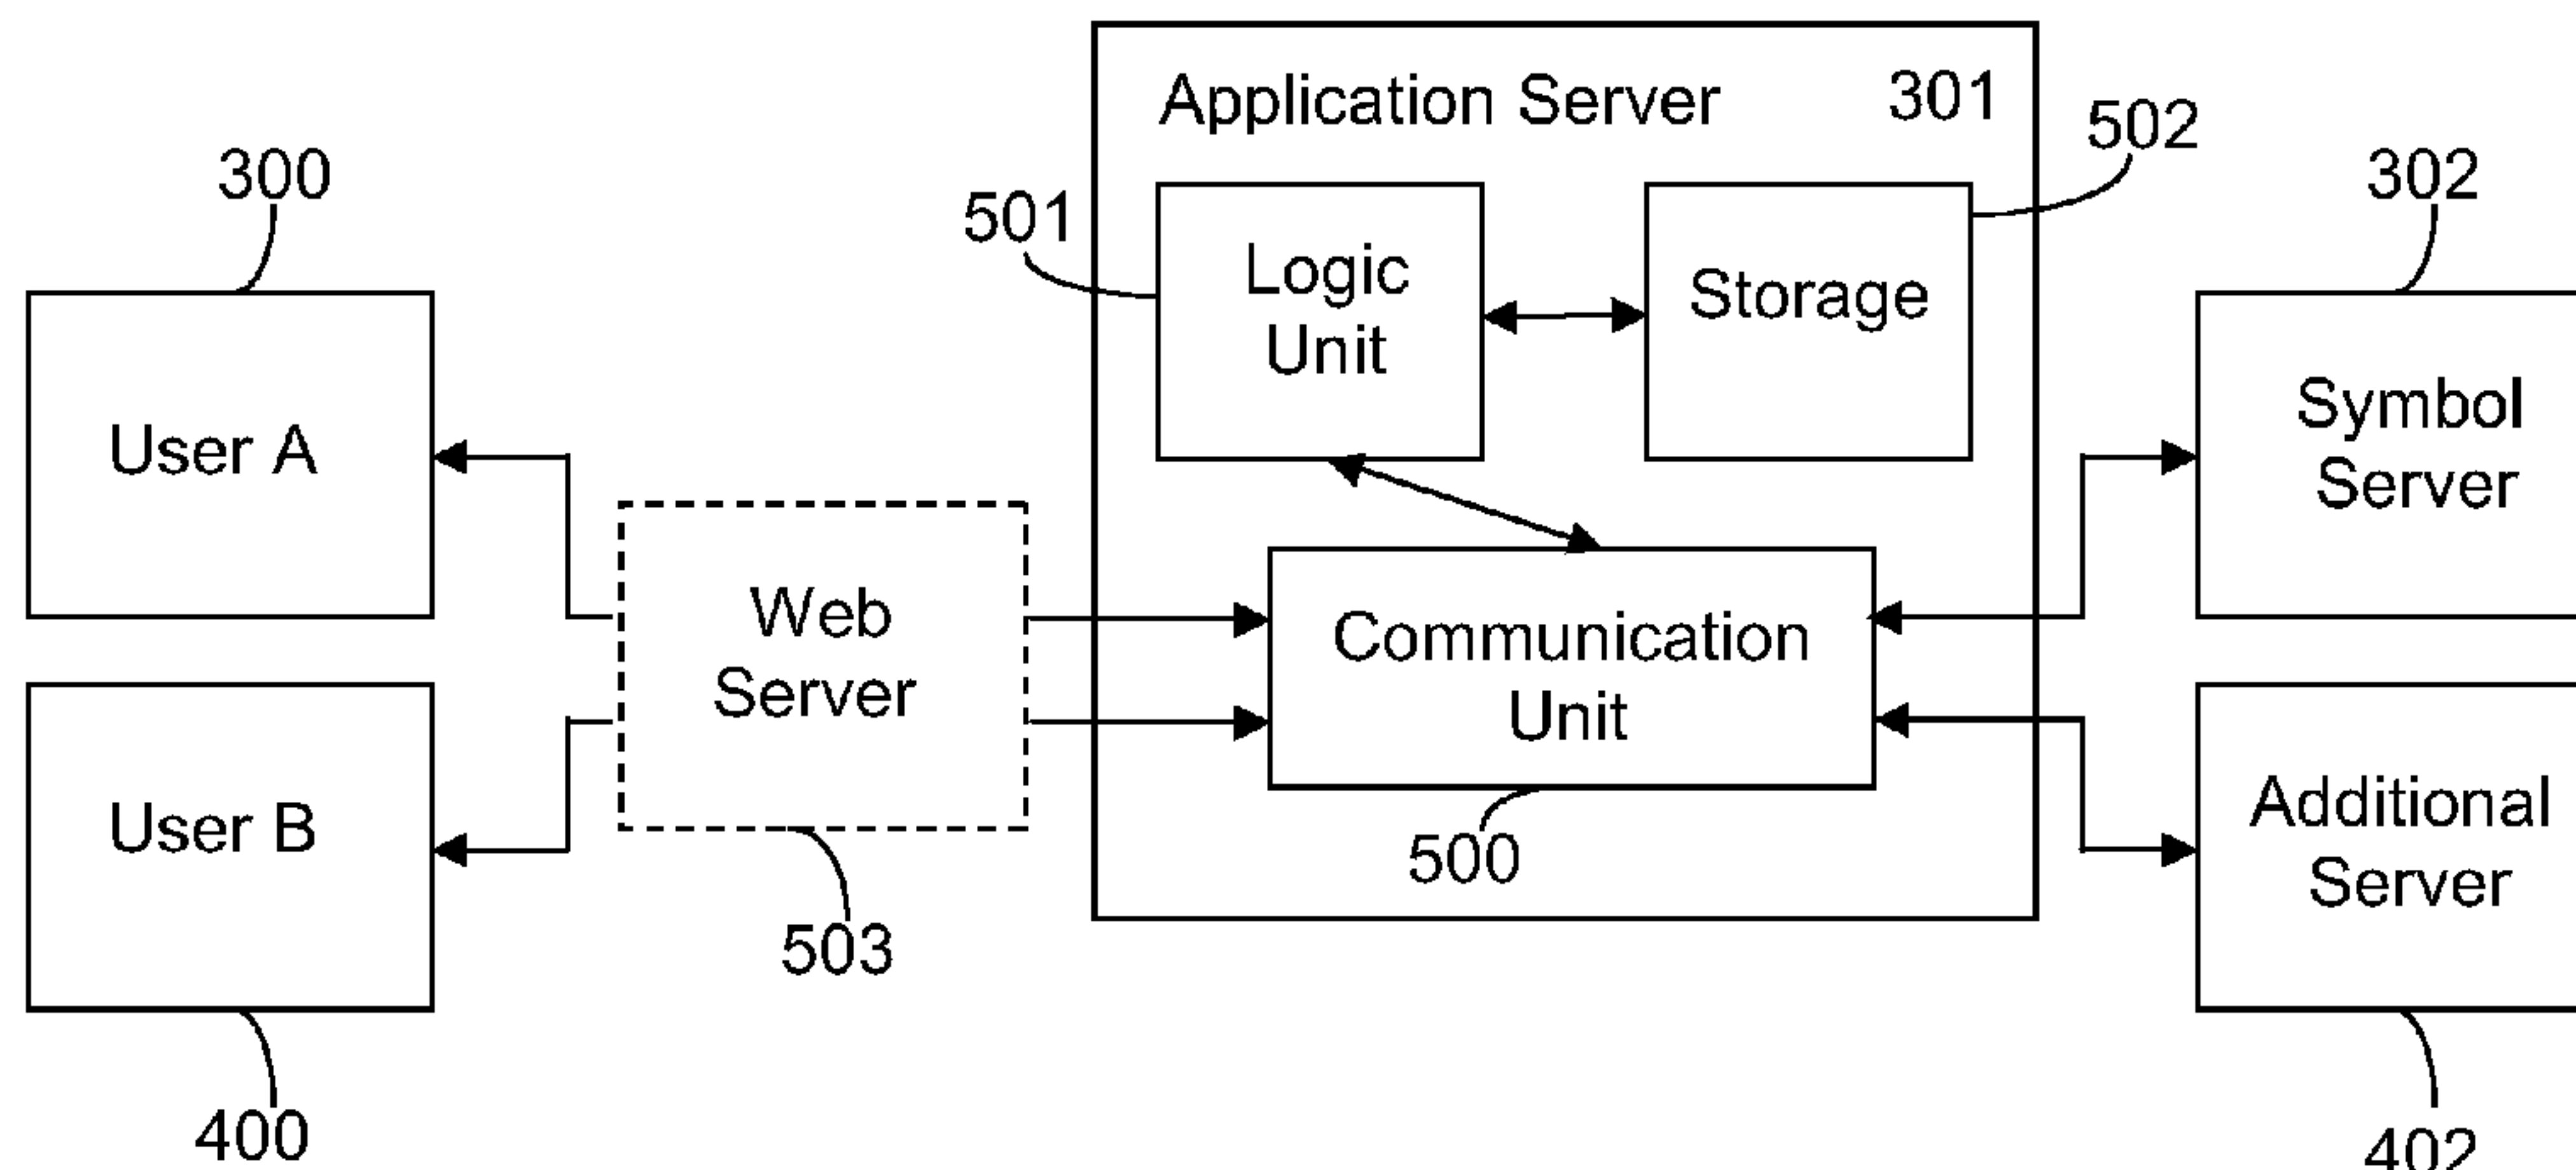 Application Server
301
502
300
302
501
Logic
Unit
Storage
User A
Symbol
Server
Web
Server
Communication
Unit
User B
Additional
Server
500
503
400
402